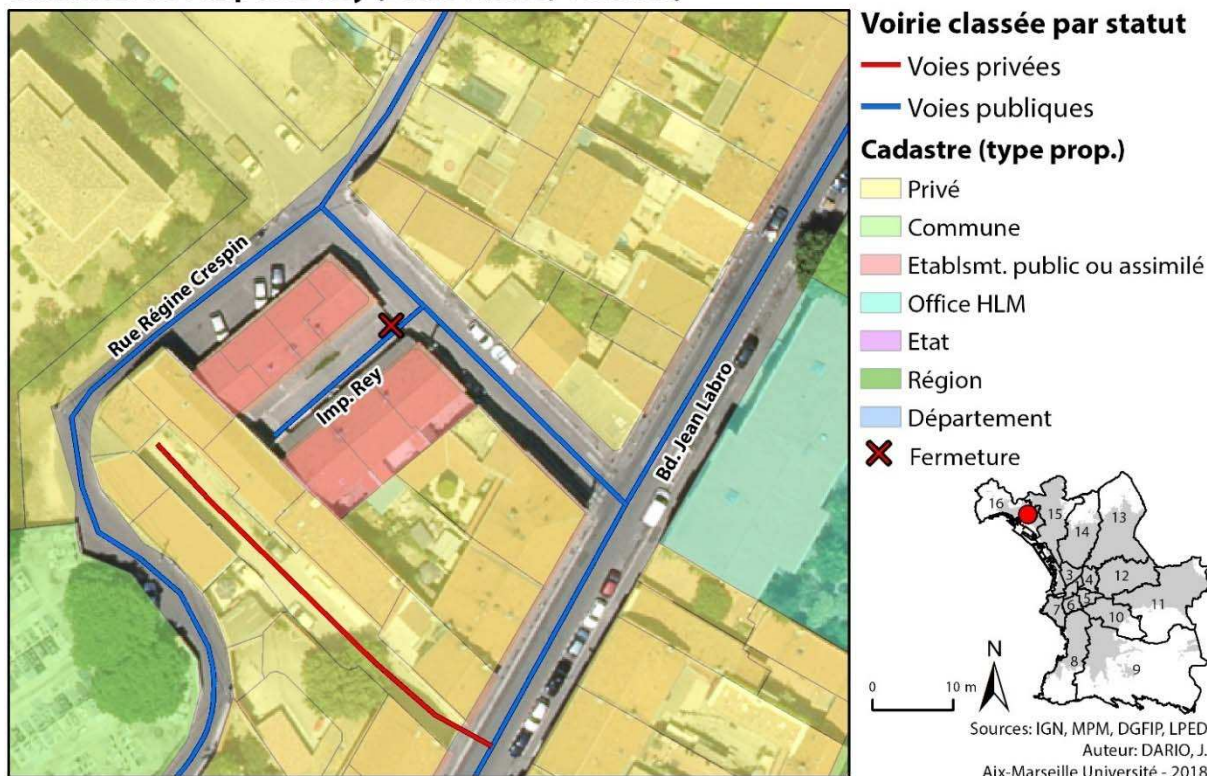 Voirie classée par statut
Voies privées
Voies publiques
Cadastre (type prop.)
Privé
Commune
Etablsmt. public ou assimilé
Office HLM
Etat
Région
Département
Fermeture
Rue Régine Crespin
Imp. Rey
Bd. Jean Labro
16
15
14
13
3
4
12
5
7
6
11
10
8
9
N
0
10 m
Sources: IGN, MPM, DGFIP, LPED
Auteur: DARIO, J.
Aix-Marseille Université - 2018